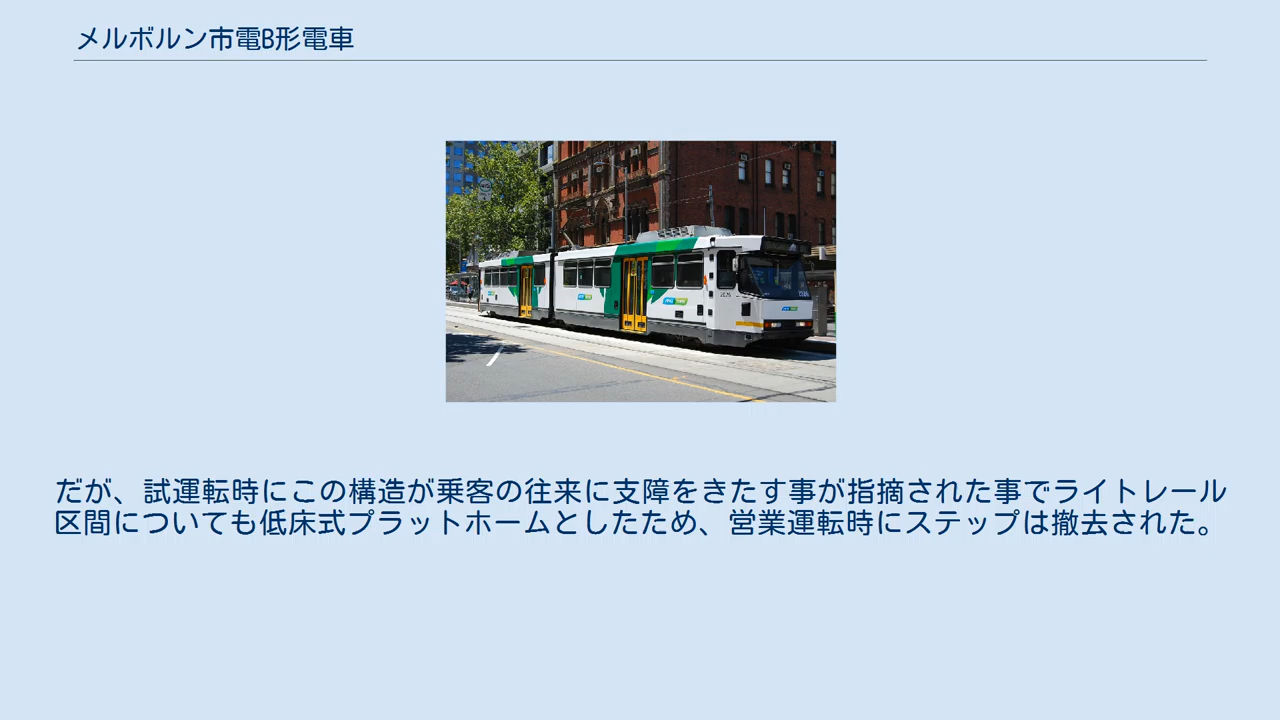 メルボルン市電B形電車
だが、試運転時にこの構造が乗客の往来に支障をきたす事が指摘された事でライトレール
区間についても低床式プラットホームとしたため、営業運転時にステップは撤去された。